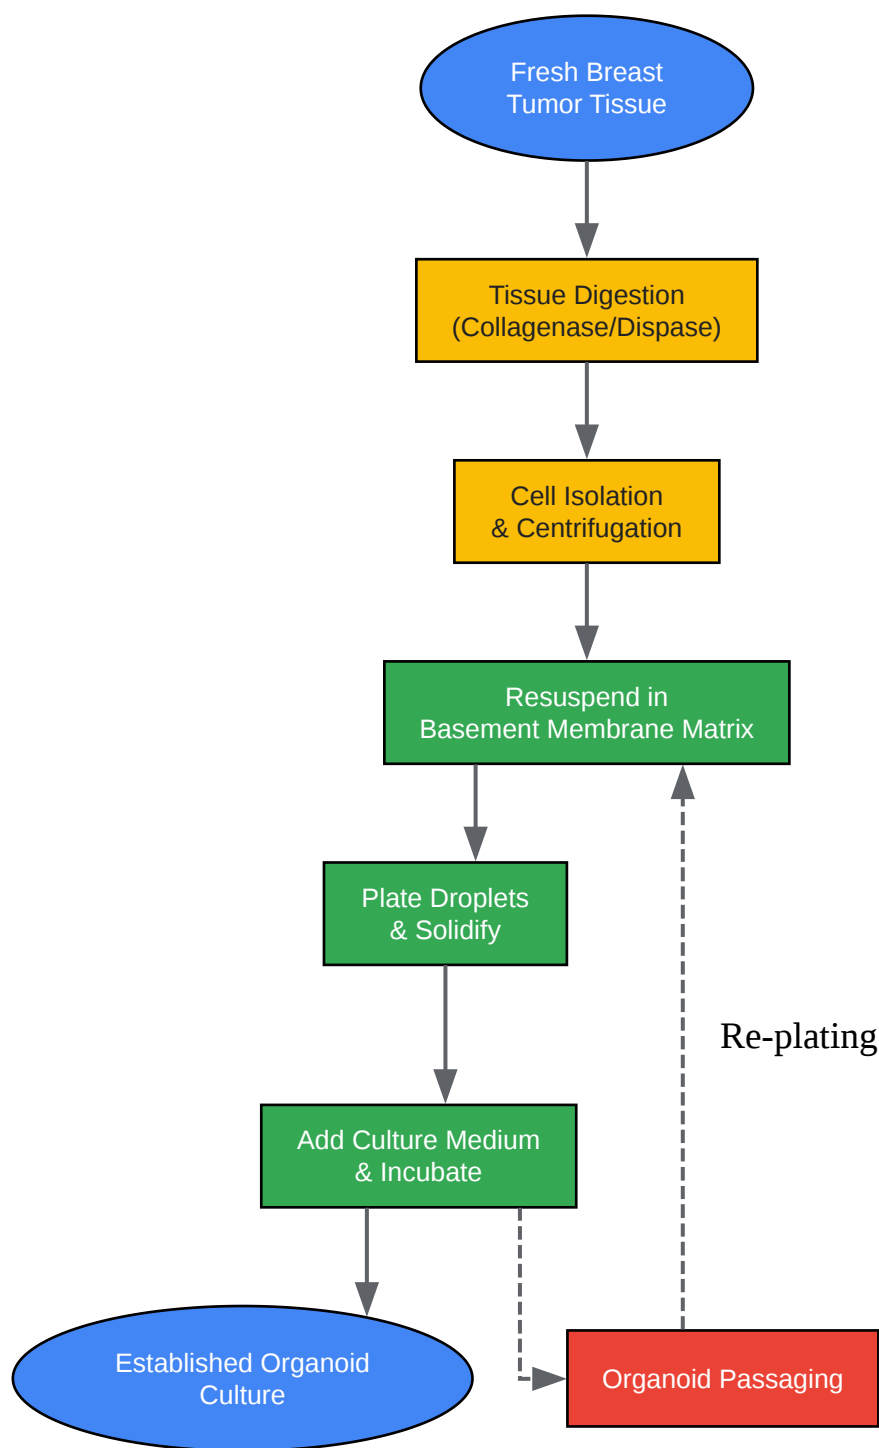 Fresh Breast
Tumor Tissue
Tissue Digestion
(Collagenase/Dispase)
Cell Isolation
& Centrifugation
Resuspend in
Basement Membrane Matrix
Plate Droplets
& Solidify
Re-plating
Add Culture Medium
& Incubate
Established Organoid
Culture
Organoid Passaging